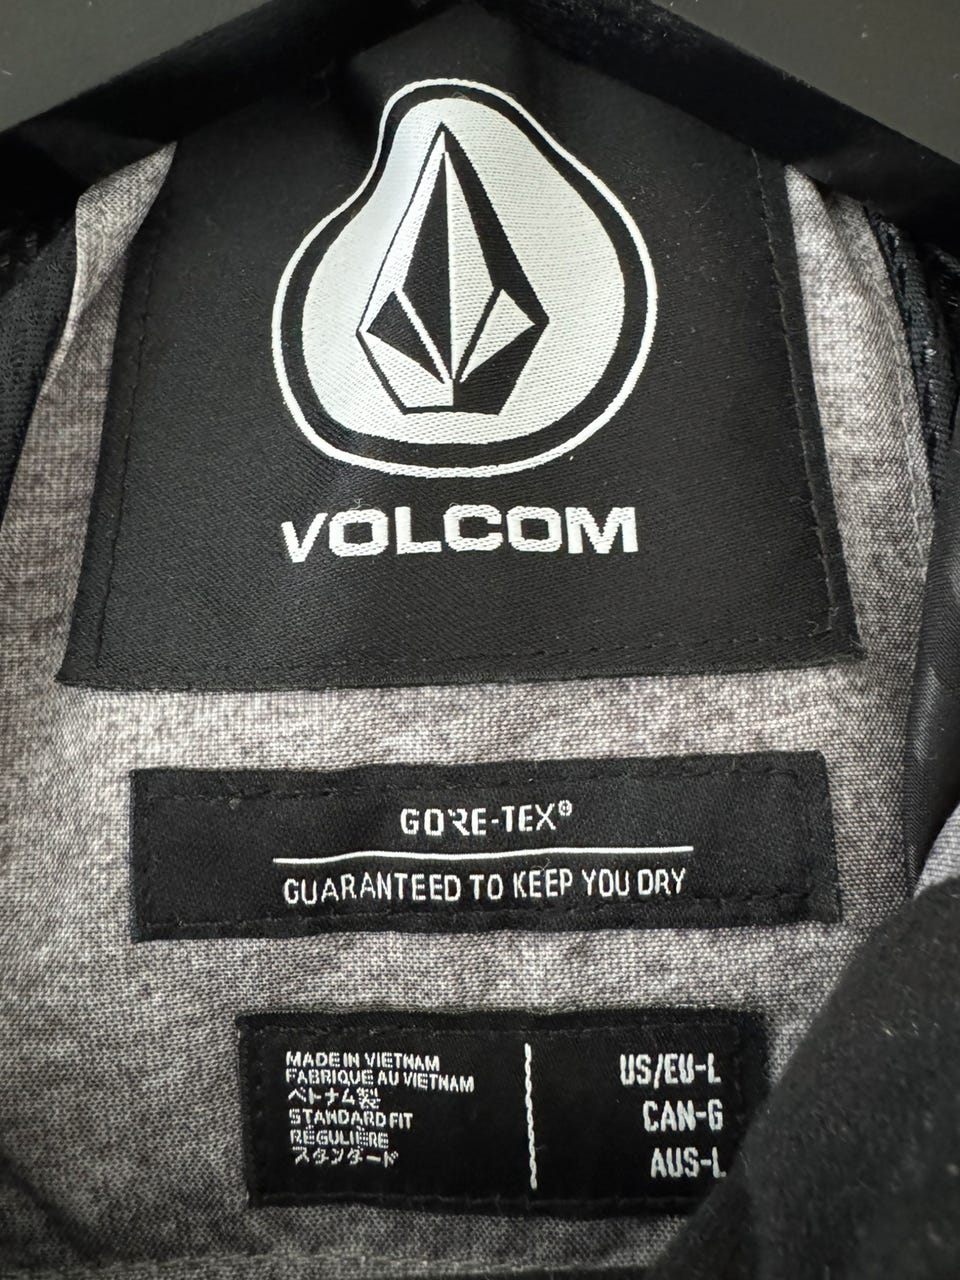 VOLCOM
GORE-TEX®
GUARANTEED TO KEEP YOU DRY
MADE IN VIETNAM
FABRIQUE AU VIETNAM
ベトナム製
STANDARD FIT
RÉGULIÈRE
スタンダード
US/EU-L
CAN-G
AUS-L